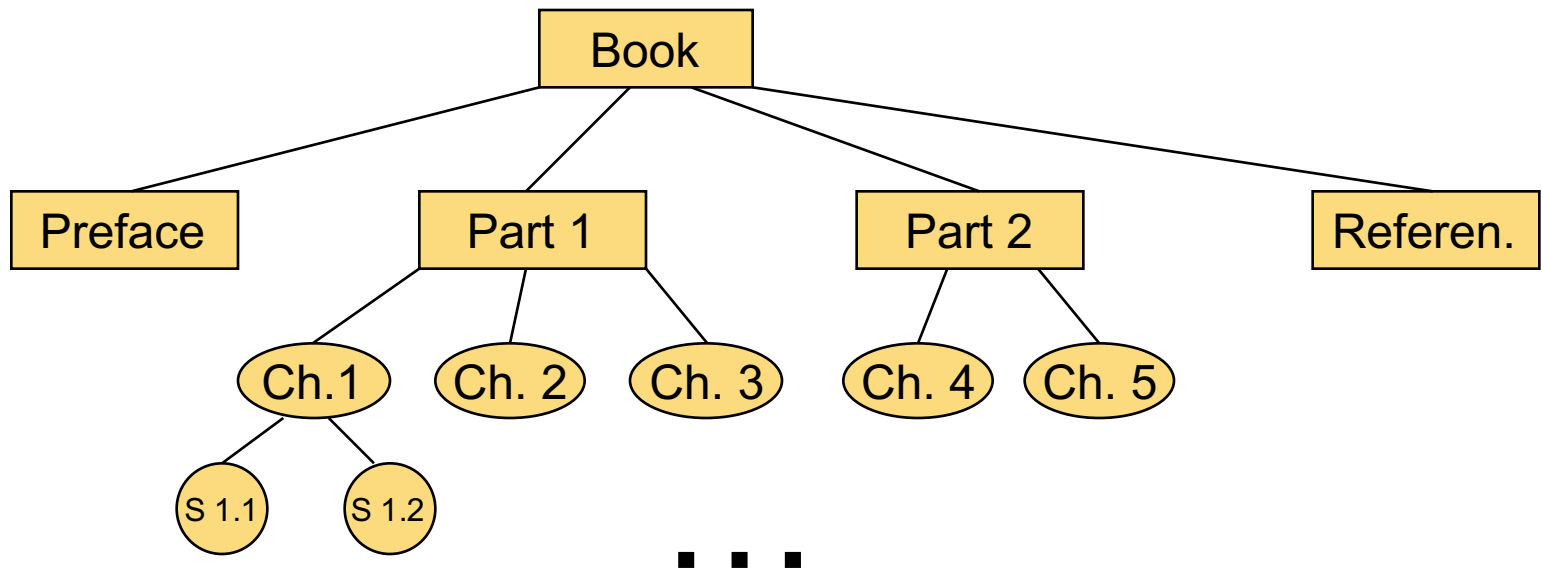 Book
Preface
Part 1
Part 2
Referen.
Ch.1
Ch. 2
Ch. 3
Ch. 4
Ch. 5
S 1.1
S 1.2
. . .